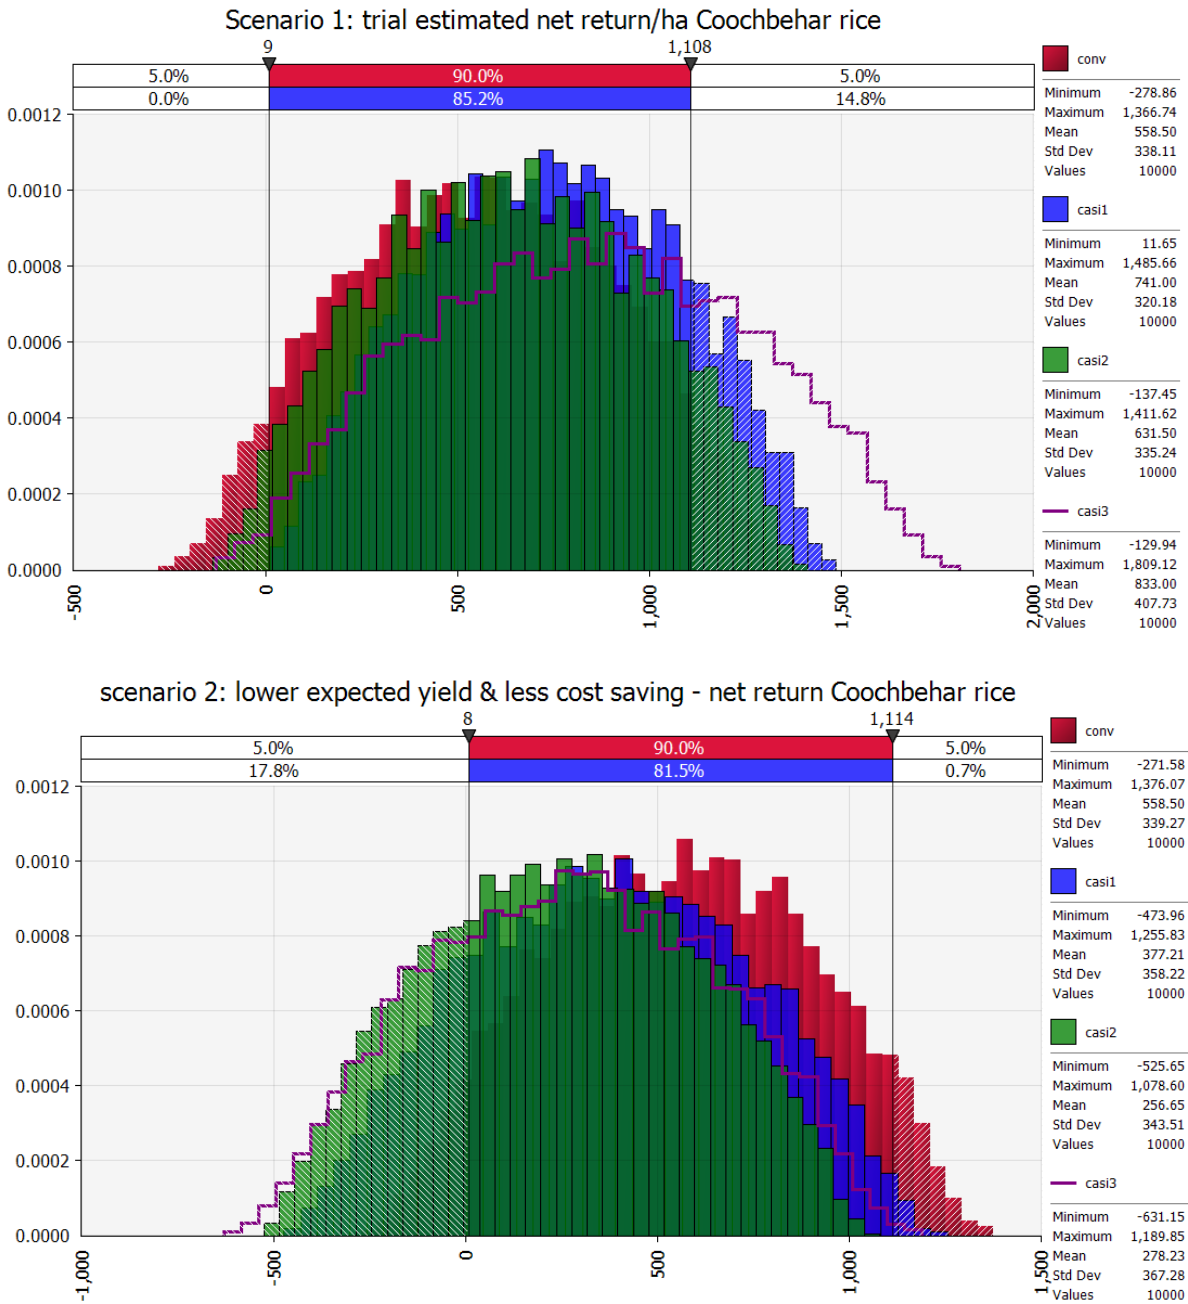 Scenario 1: trial estimated net return/ha Coochbehar rice
9 1,108
5.0% 90.0% 5.0%
0.0% 85.2% 14.8%
0.0012
0.0010
0.0008
0.0006
0.0004
0.0002
0.0000
-500 0 500 1,000 1,500 2,000
conv
Minimum -278.86
Maximum 1,366.74
Mean 558.50
Std Dev 338.11
Values 10000
casi1
Minimum 11.65
Maximum 1,485.66
Mean 741.00
Std Dev 320.18
Values 10000
casi2
Minimum -137.45
Maximum 1,411.62
Mean 631.50
Std Dev 335.24
Values 10000
casi3
Minimum -129.94
Maximum 1,809.12
Mean 833.00
Std Dev 407.73
Values 10000
scenario 2: lower expected yield & less cost saving - net return Coochbehar rice
8 1,114
5.0% 90.0% 5.0%
17.8% 81.5% 0.7%
0.0012
0.0010
0.0008
0.0006
0.0004
0.0002
0.0000
-1,000 -500 0 500 1,000 1,500
conv
Minimum -271.58
Maximum 1,376.07
Mean 558.50
Std Dev 339.27
Values 10000
casi1
Minimum -473.96
Maximum 1,255.83
Mean 377.21
Std Dev 358.22
Values 10000
casi2
Minimum -525.65
Maximum 1,078.60
Mean 256.65
Std Dev 343.51
Values 10000
casi3
Minimum -631.15
Maximum 1,189.85
Mean 278.23
Std Dev 367.28
Values 10000